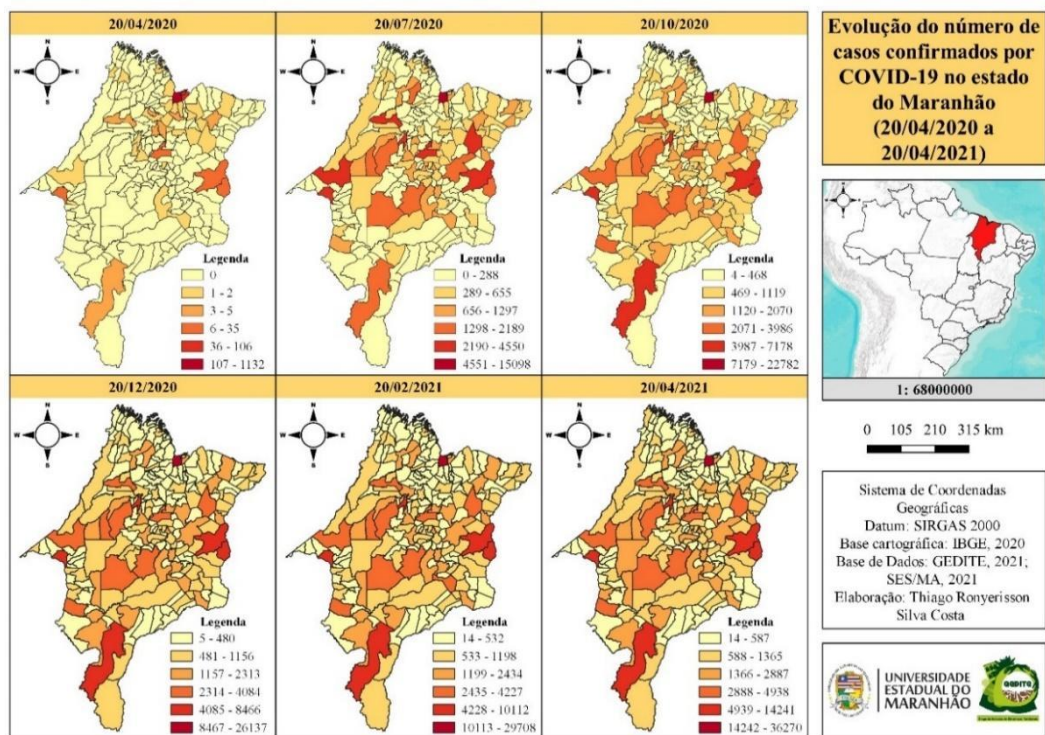 20/04/2020
20/07/2020
20/10/2020
Evolução do número de
casos confirmados por
COVID-19 no estado
do Maranhão
(20/04/2020 a
20/04/2021)
N
W E
S
Legenda
0
1 - 2
3 - 5
6 - 35
36 - 106
107 - 1132
N
W E
S
Legenda
0 - 288
289 - 655
656 - 1297
1298 - 2189
2190 - 4550
4551 - 15098
N
W E
S
Legenda
4 - 468
469 - 1119
1120 - 2070
2071 - 3986
3987 - 7178
7179 - 22782
1: 68000000
0 105 210 315 km
20/12/2020
20/02/2021
20/04/2021
N
W E
S
Legenda
5 - 480
481 - 1156
1157 - 2313
2314 - 4084
4085 - 8466
8467 - 26137
N
W E
S
Legenda
14 - 532
533 - 1198
1199 - 2434
2435 - 4227
4228 - 10112
10113 - 29708
N
W E
S
Legenda
14 - 587
588 - 1365
1366 - 2887
2888 - 4938
4939 - 14241
14242 - 36270
Sistema de Coordenadas
Geográficas
Datum: SIRGAS 2000
Base cartográfica: IBGE, 2020
Base de Dados: GEDITE, 2021;
SES/MA, 2021
Elaboração: Thiago Ronyerisson
Silva Costa
UNIVERSIDADE
ESTADUAL DO
MARANHÃO
GEDITE